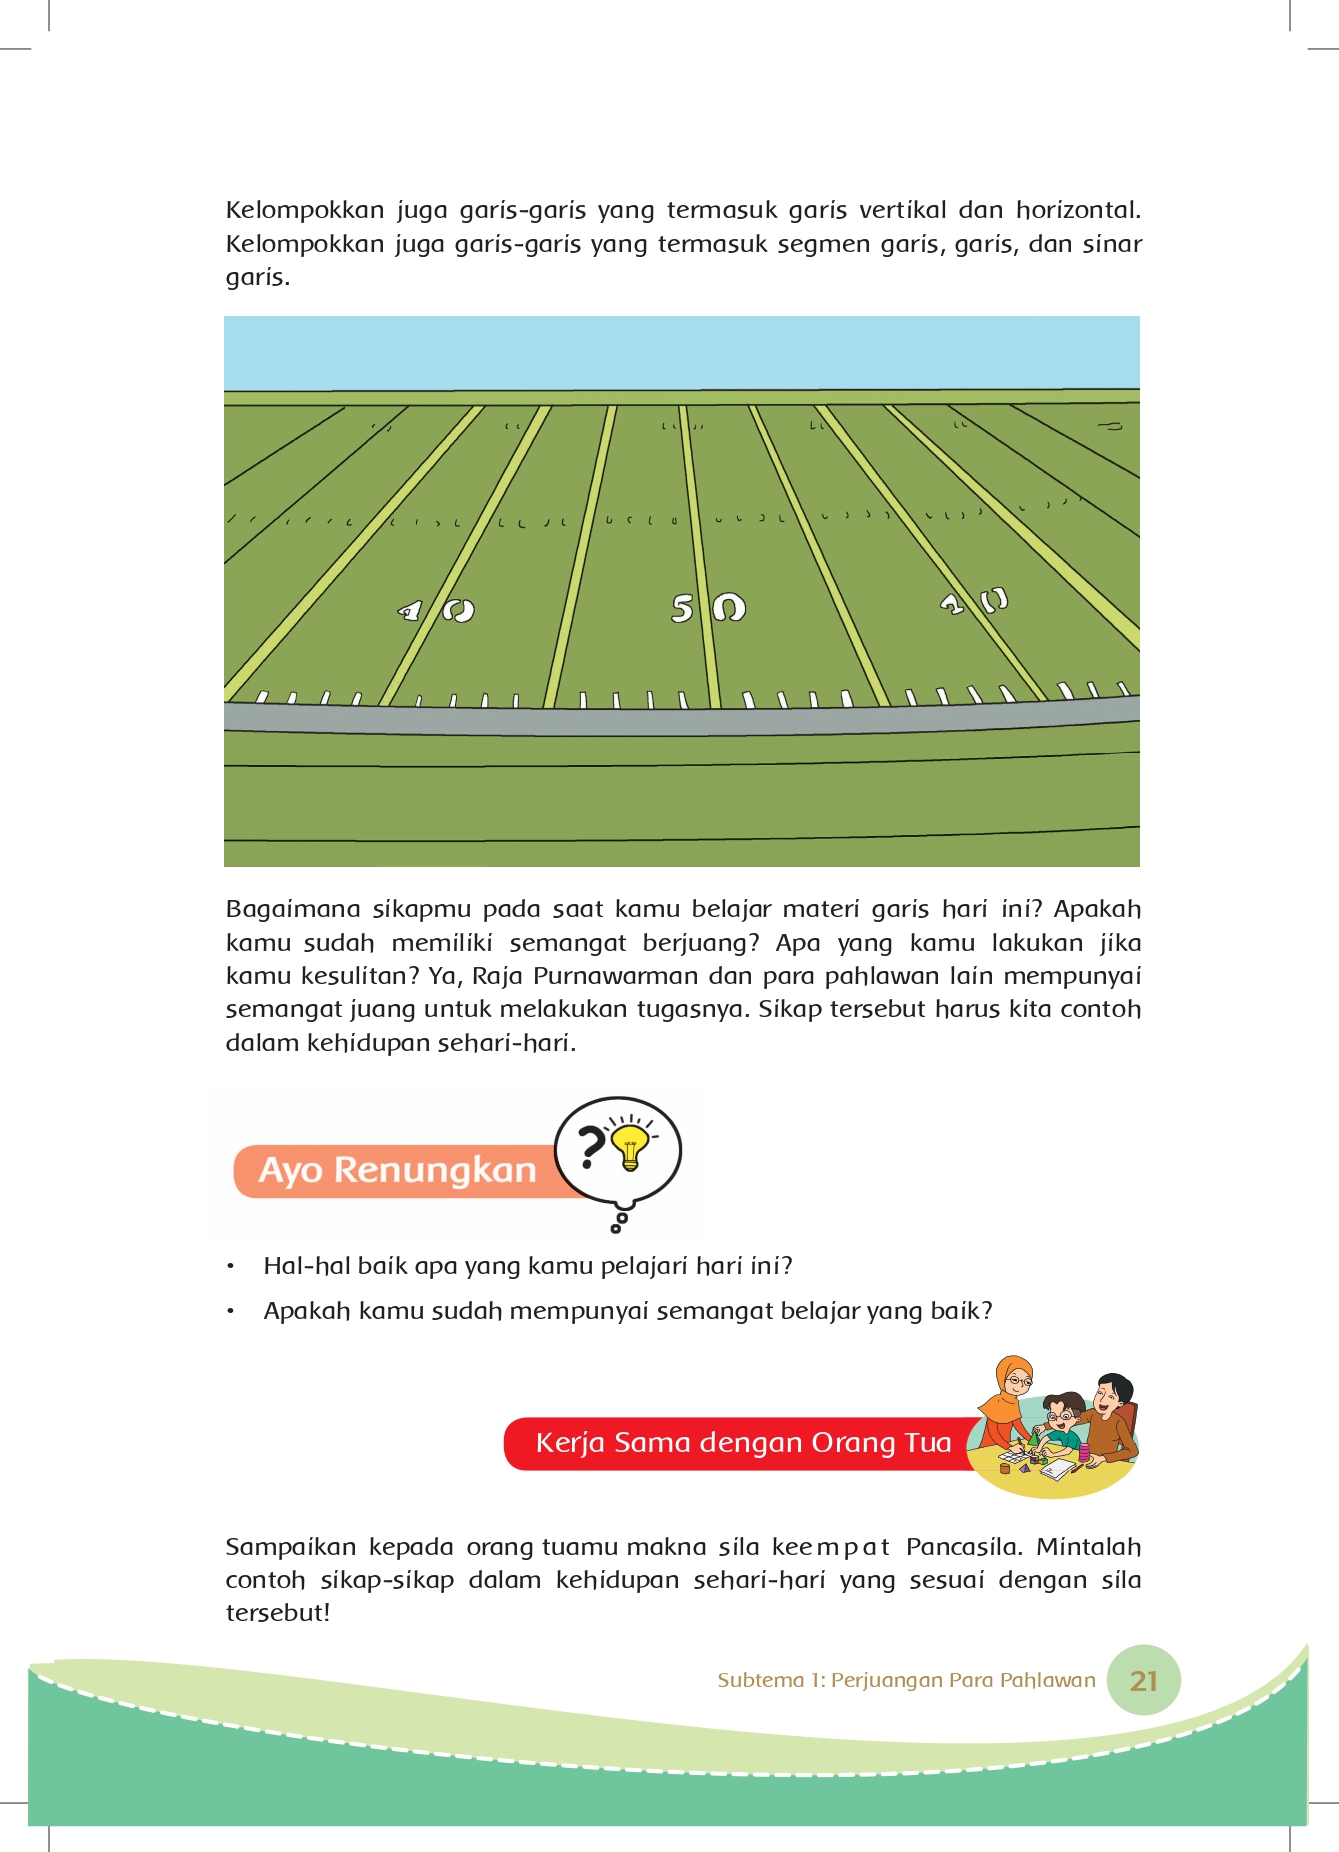 Kelompokkan juga garis-garis yang termasuk garis vertikal dan horizontal.
Kelompokkan juga garis-garis yang termasuk segmen garis, garis, dan sinar
garis.
40 50 20
Bagaimana sikapmu pada saat kamu belajar materi garis hari ini? Apakah
kamu sudah memiliki semangat berjuang? Apa yang kamu lakukan jika
kamu kesulitan? Ya, Raja Purnawarman dan para pahlawan lain mempunyai
semangat juang untuk melakukan tugasnya. Sikap tersebut harus kita contoh
dalam kehidupan sehari-hari.
Ayo Renungkan
?
• Hal-hal baik apa yang kamu pelajari hari ini?
• Apakah kamu sudah mempunyai semangat belajar yang baik?
Kerja Sama dengan Orang Tua
Sampaikan kepada orang tuamu makna sila keempat Pancasila. Mintalah
contoh sikap-sikap dalam kehidupan sehari-hari yang sesuai dengan sila
tersebut!
Subtema 1: Perjuangan Para Pahlawan 21